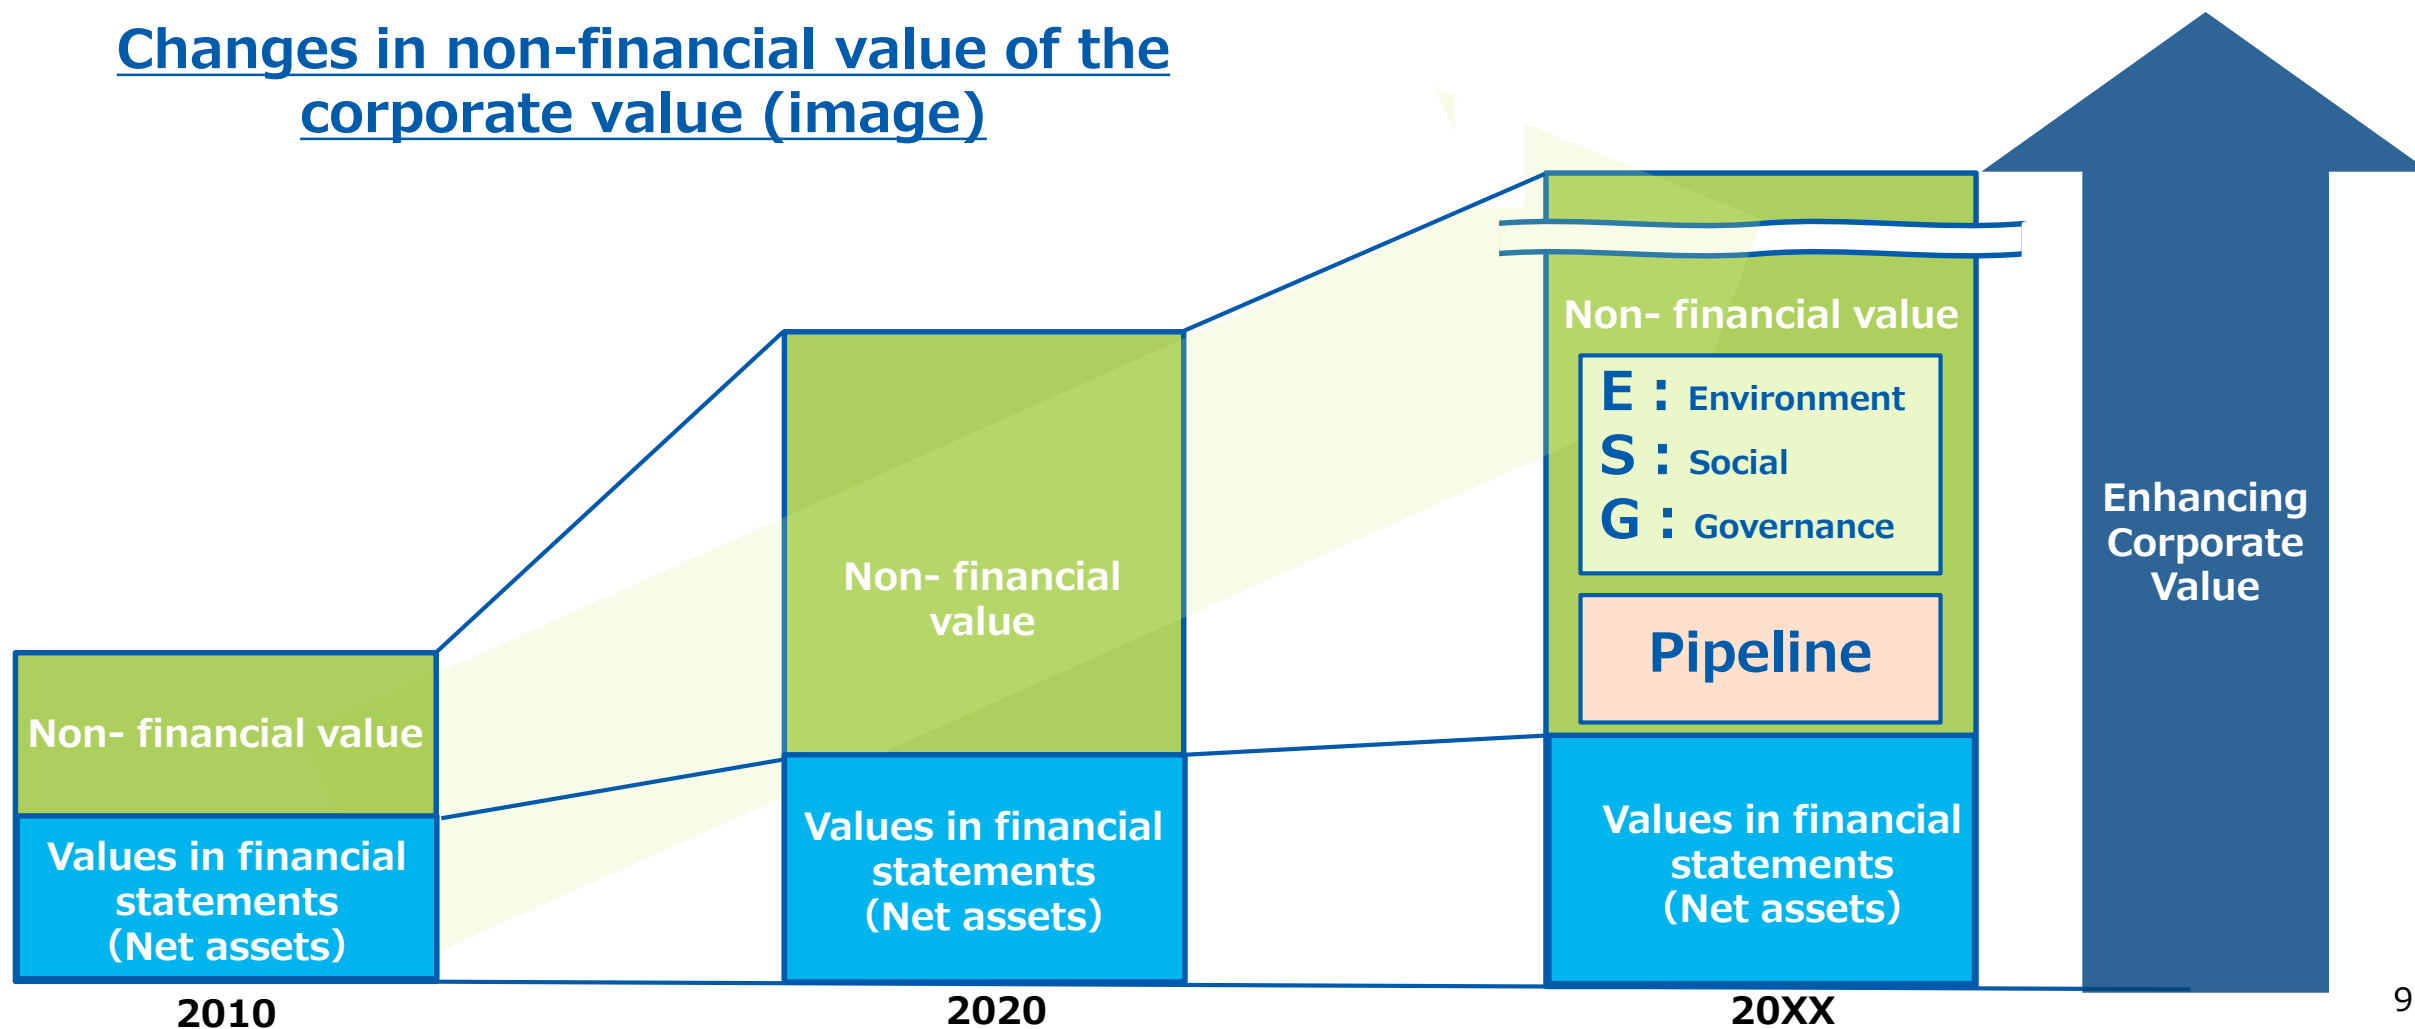 Changes in non-financial value of the
corporate value (image)
Non- financial value
Values in financial
statements
(Net assets)
2010
Non- financial
value
Values in financial
statements
(Net assets)
2020
Non- financial value
E : Environment
S : Social
G : Governance
Pipeline
Values in financial
statements
(Net assets)
20XX
Enhancing
Corporate
Value
9